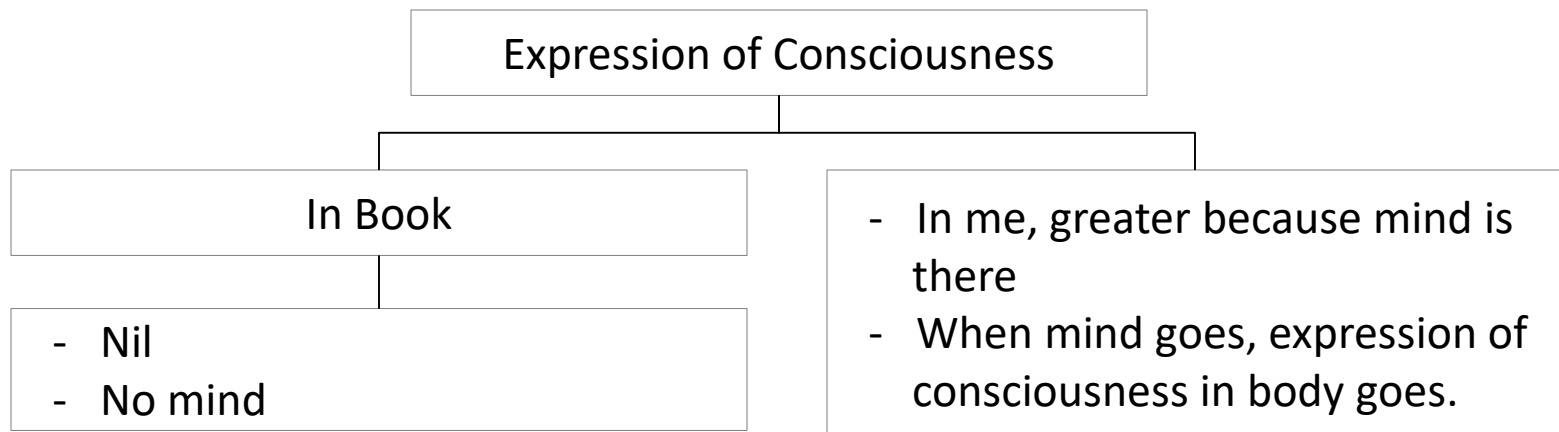 Expression of Consciousness
In Book
- Nil
- No mind
- In me, greater because mind is
there
- When mind goes, expression of
consciousness in body goes.